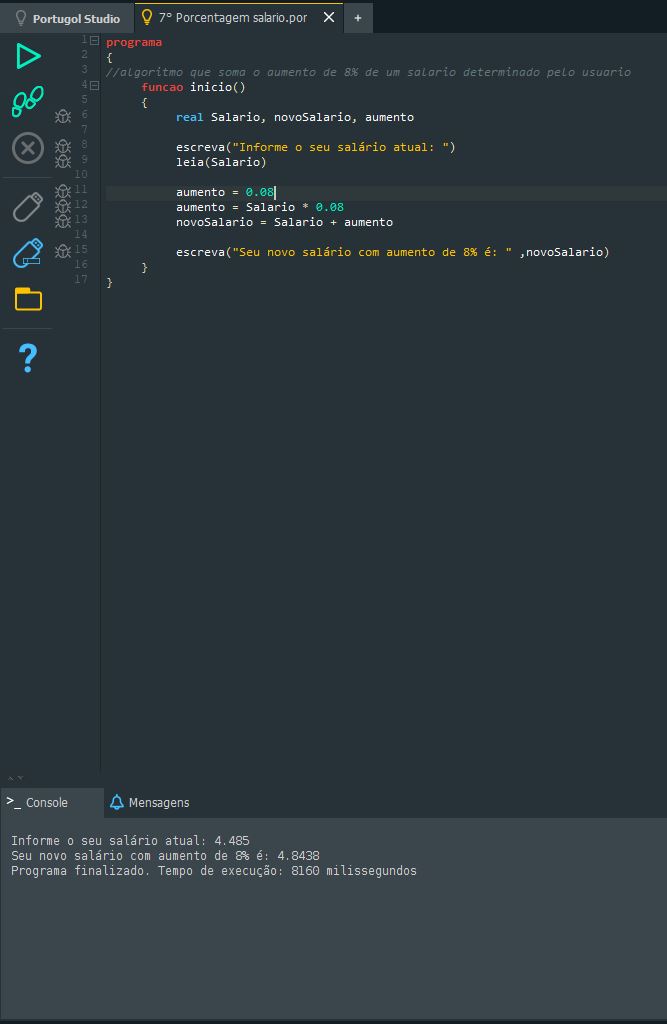 Portugol Studio
7° Porcentagem salario.por
+
1 programa
2 {
3 //algoritmo que soma o aumento de 8% de um salario determinado pelo usuario
4 funcao inicio()
5 {
6 real Salario, novoSalario, aumento
7
8 escreva("Informe o seu salário atual: ")
9 leia(Salario)
10
11 aumento = 0.08
12 aumento = Salario * 0.08
13 novoSalario = Salario + aumento
14
15 escreva("Seu novo salário com aumento de 8% é: " ,novoSalario)
16 }
17 }
?
>_ Console
Mensagens
Informe o seu salário atual: 4.485
Seu novo salário com aumento de 8% é: 4.8438
Programa finalizado. Tempo de execução: 8160 milissegundos